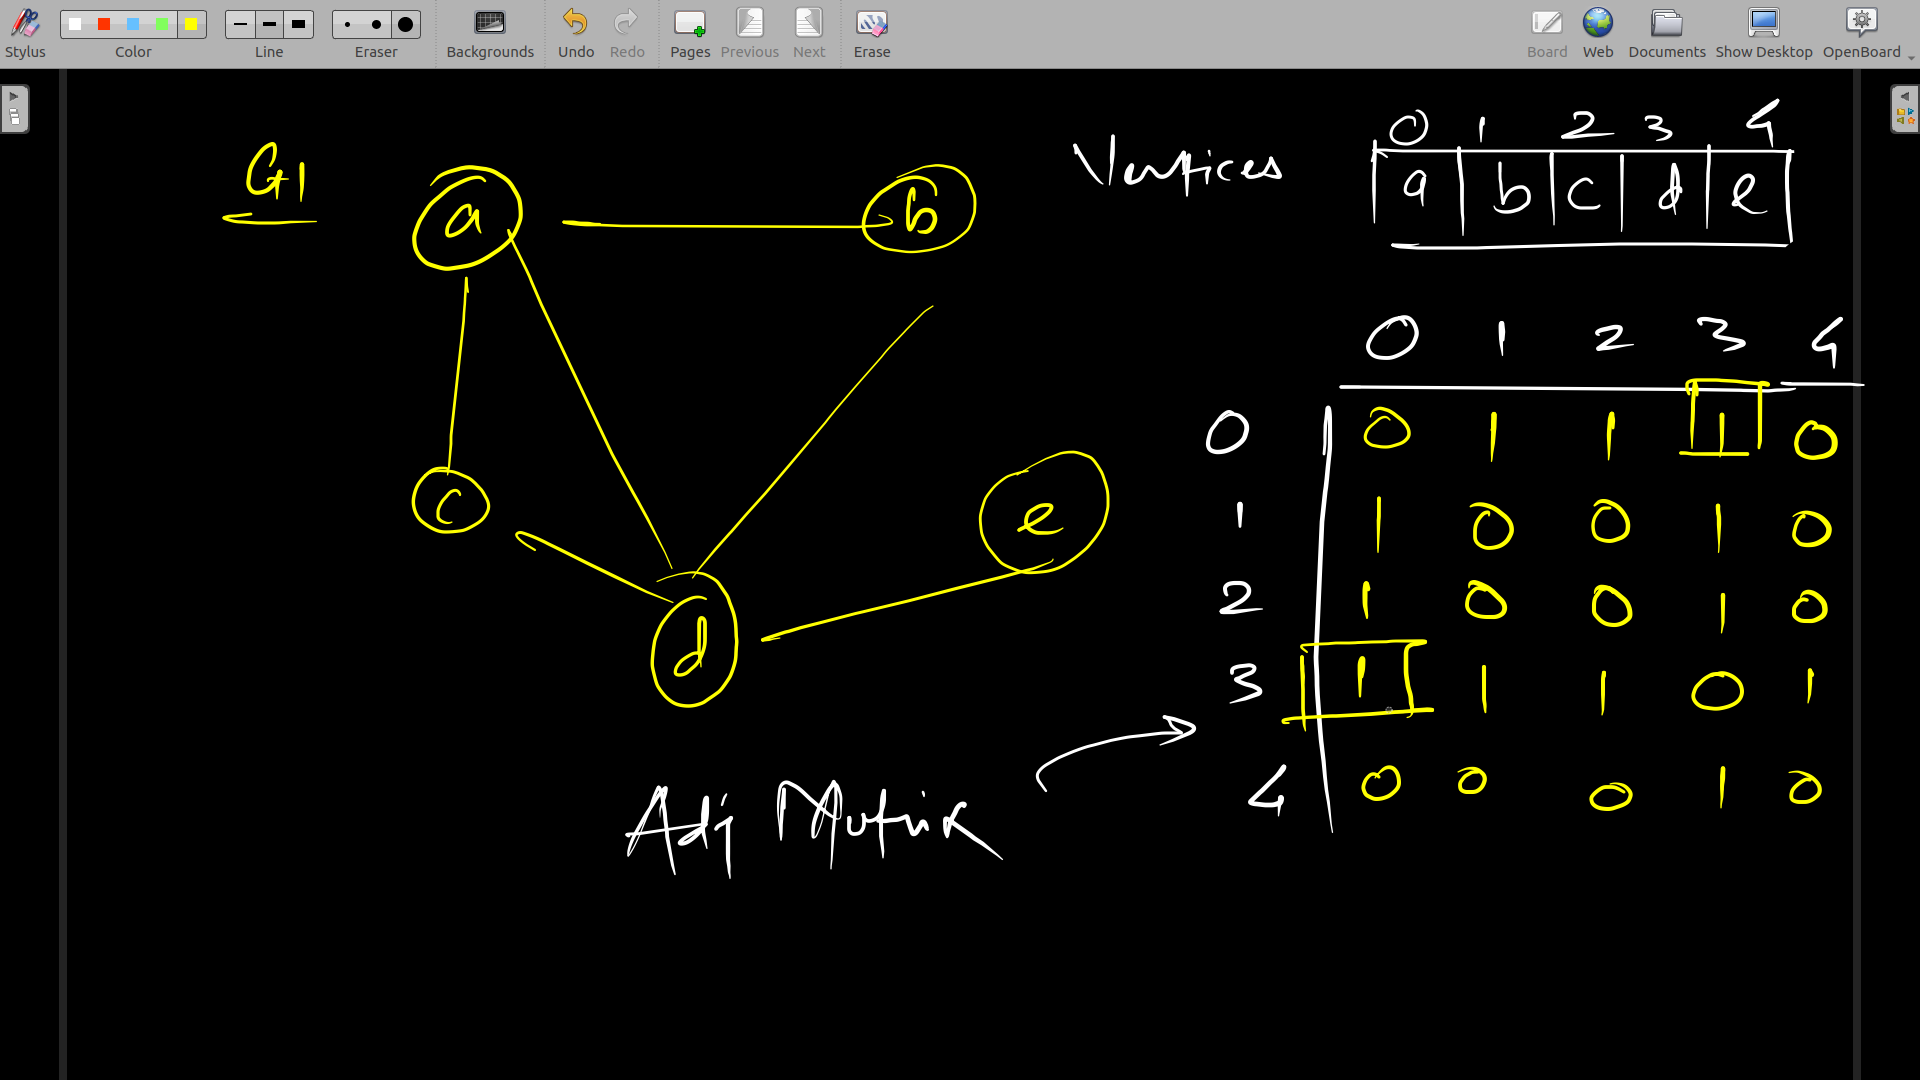 Stylus Color Line Eraser Backgrounds Undo Redo Pages Previous Next Erase Board Web Documents Show Desktop OpenBoard
G1
a
b
c
d
e
Vertices
0 1 2 3 4
a b c d e
0 1 2 3 4
0 0 1 1 1 0
1 1 0 0 1 0
2 1 0 0 1 0
3 1 1 1 0 1
4 0 0 0 1 0
Adj Matrix